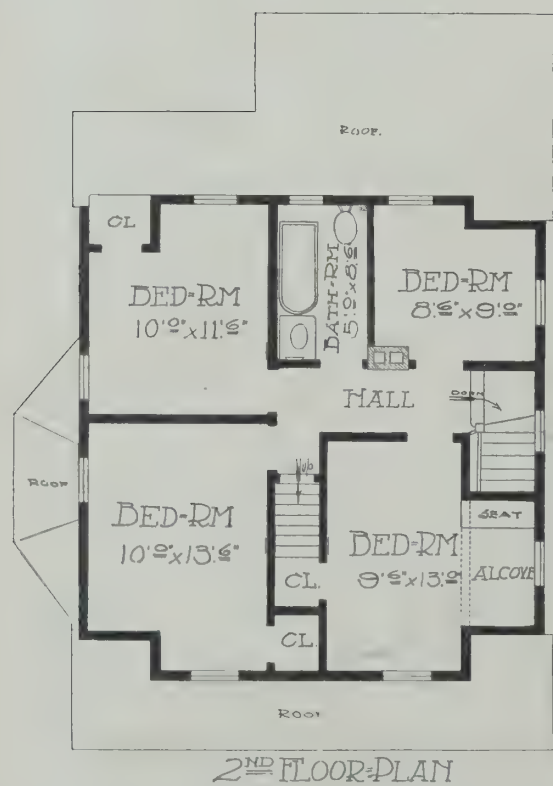 ROOF.
CL
BED-RM
10'0"x11'6"
BATH-RM
5'0"x8'6"
BED-RM
8'6"x9'0"
HALL
DOWN
ROOF
UP
BED-RM
10'0"x13'6"
BED-RM
9'6"x13'0"
SEAT
ALCOVE
CL.
CL.
ROOF
2ND FLOOR=PLAN